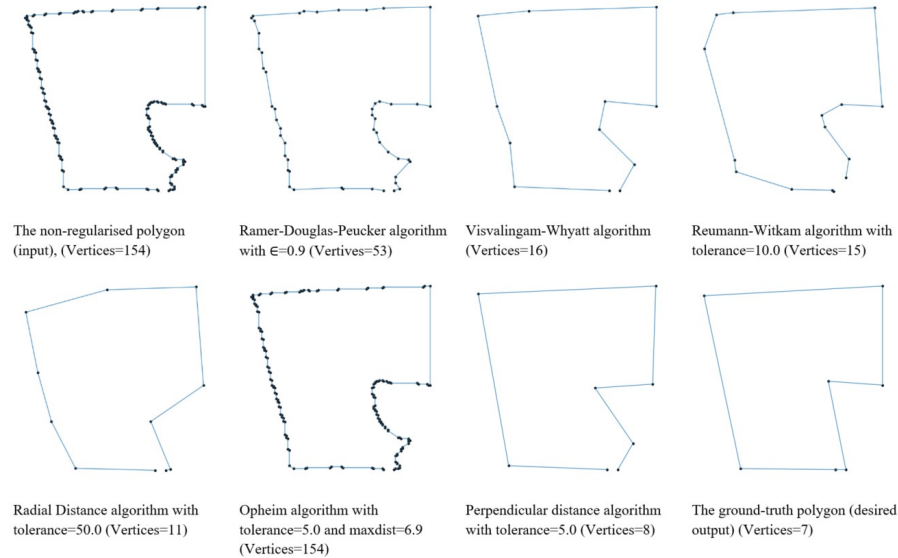 The non-regularised polygon
(input), (Vertices=154)
Ramer-Douglas-Peucker algorithm
with ∈=0.9 (Vertives=53)
Visvalingam-Whyatt algorithm
(Vertices=16)
Reumann-Witkam algorithm with
tolerance=10.0 (Vertices=15)
Radial Distance algorithm with
tolerance=50.0 (Vertices=11)
Opheim algorithm with
tolerance=5.0 and maxdist=6.9
(Vertices=154)
Perpendicular distance algorithm
with tolerance=5.0 (Vertices=8)
The ground-truth polygon (desired
output) (Vertices=7)